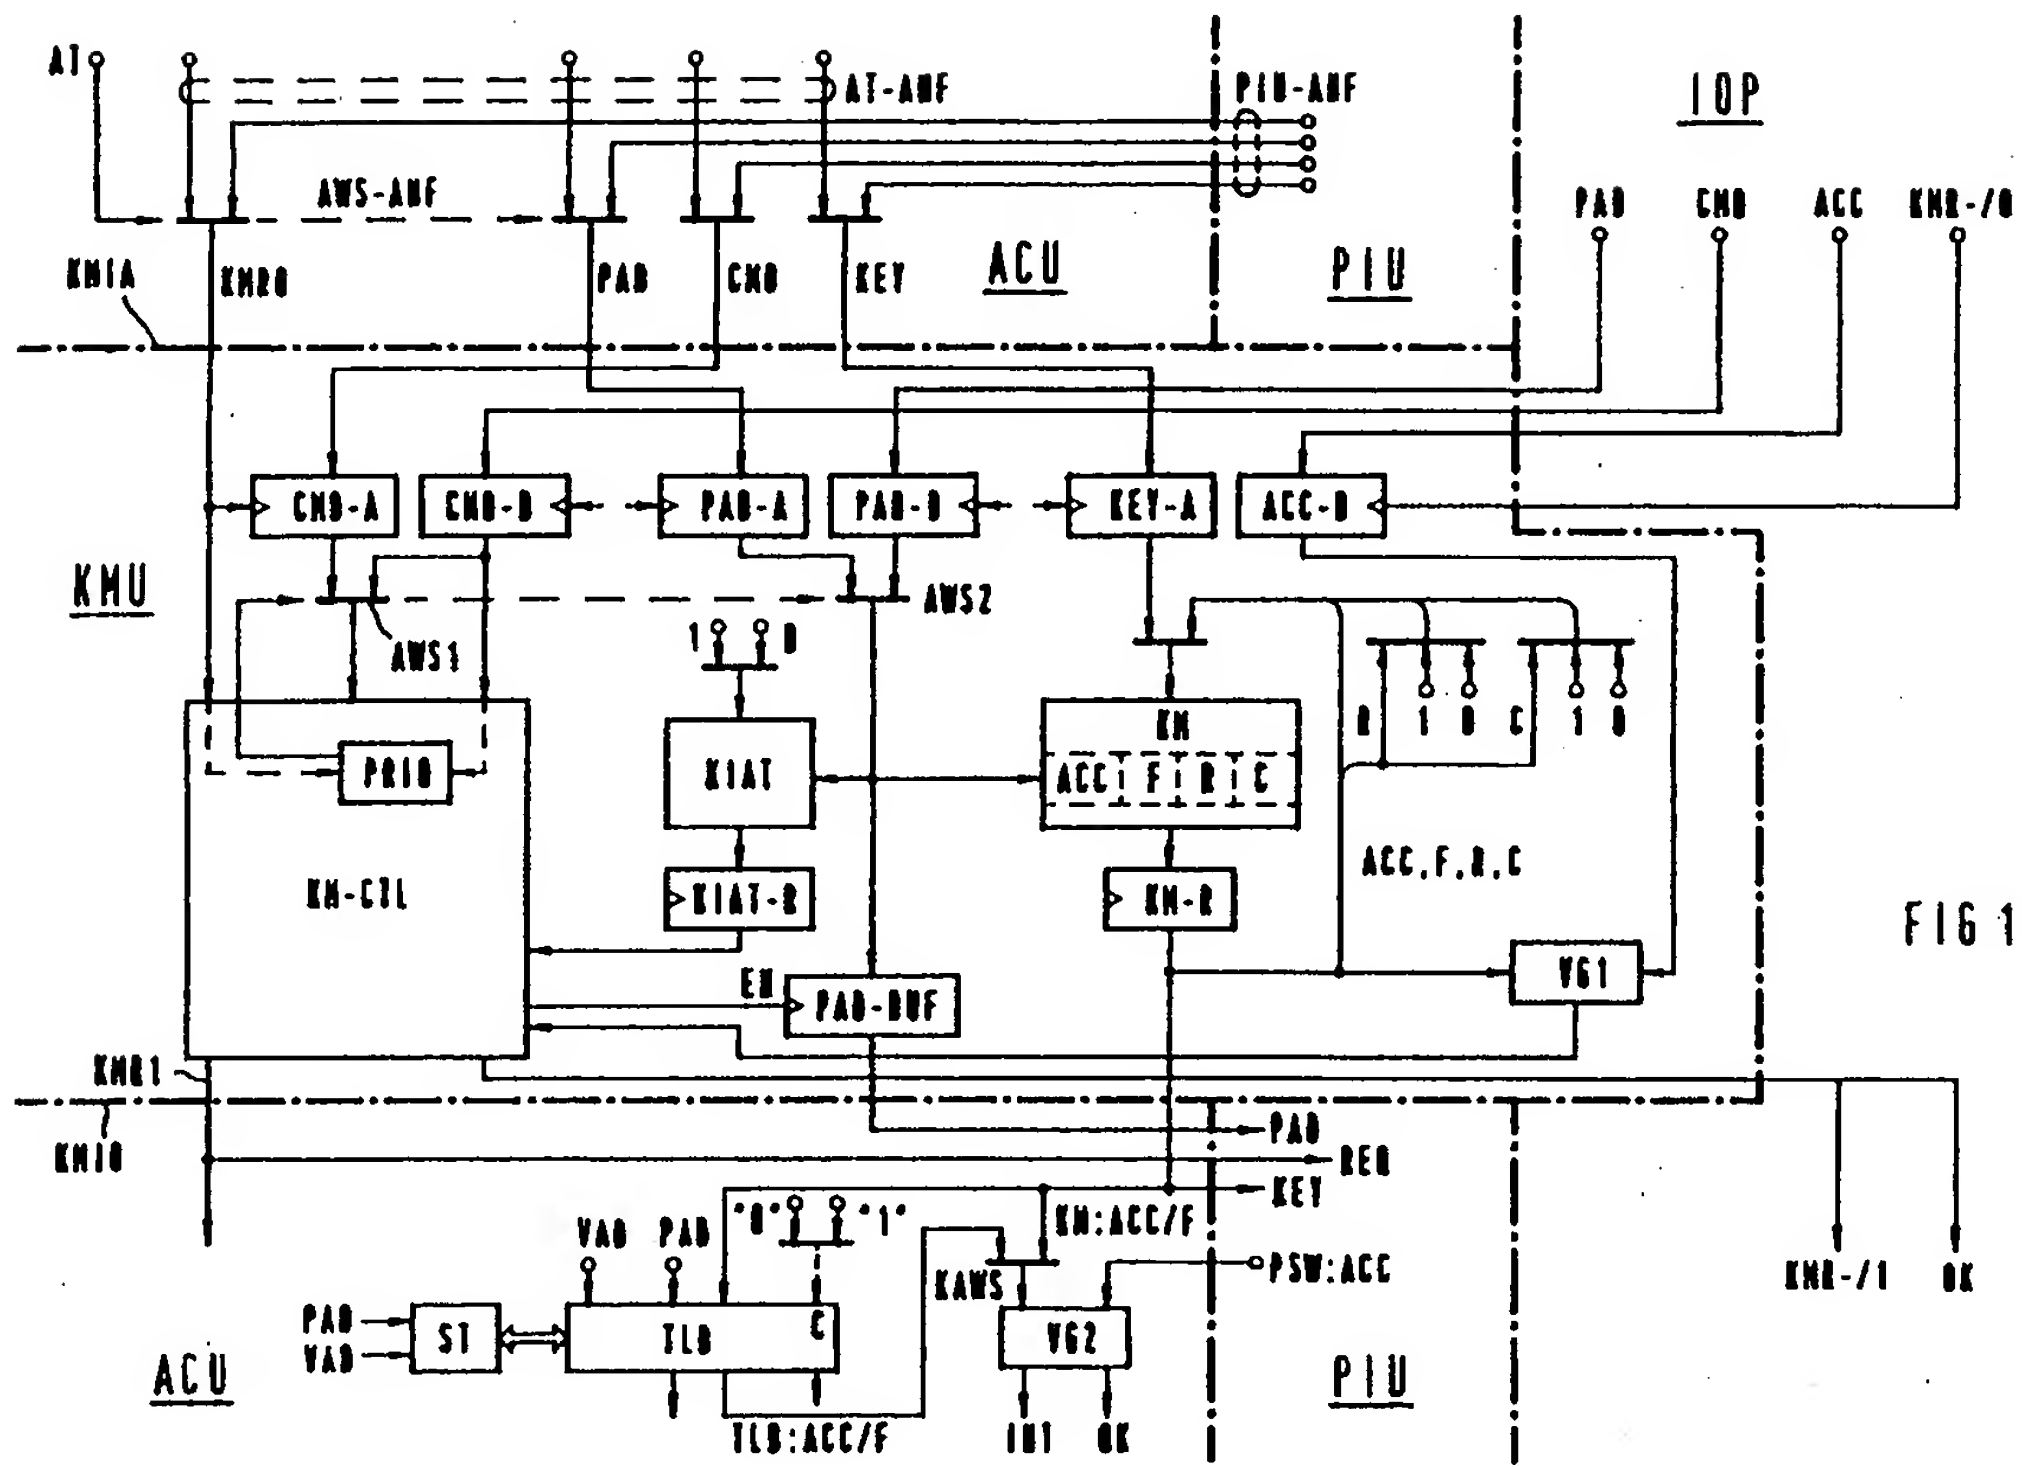 AT
AT-ANF
PIU-ANF
IOP
AWS-ANF
PAD
CMD
ACC
KMR-/0
KMIA
KMR0
PAD
CMD
KEY
ACU
PIU
CMD-A
CMD-B
PAD-A
PAD-B
KEY-A
ACC-B
KMU
AWS1
AWS2
1
0
R
1
0
C
1
0
PRIO
KIAT
KM
ACC
F
R
C
KM-CTL
KIAT-R
KM-R
ACC,F,R,C
FIG 1
EN
PAD-BUF
VG1
KMR1
KMIO
PAD
REQ
KEY
VAD
PAD
"0"
"1"
KM:ACC/F
KAWS
PSW:ACC
KMR-/1
OK
PAD
VAD
ST
TLB
C
VG2
ACU
PIU
TLB:ACC/F
INT
OK